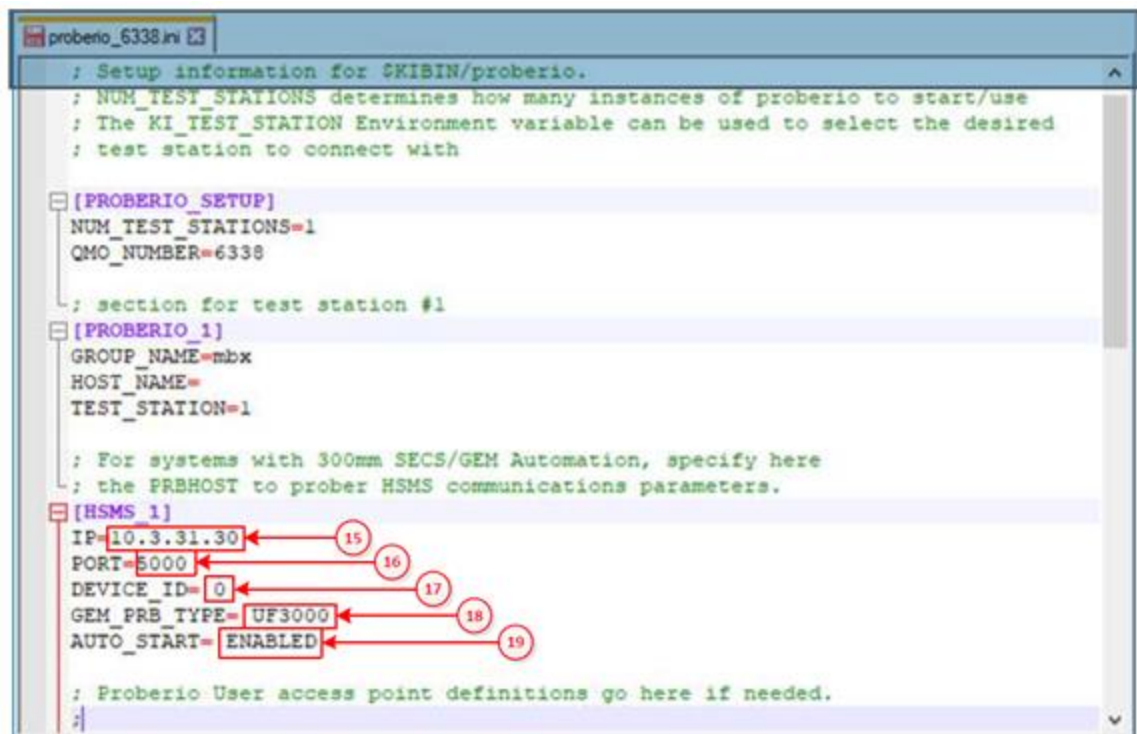 proberio_6338.ini
; Setup information for $KIBIN/proberio.
; NUM_TEST_STATIONS determines how many instances of proberio to start/use
; The KI_TEST_STATION Environment variable can be used to select the desired
; test station to connect with
[PROBERIO_SETUP]
NUM_TEST_STATIONS=1
QMO_NUMBER=6338
; section for test station #1
[PROBERIO_1]
GROUP_NAME=mbx
HOST_NAME=
TEST_STATION=1
; For systems with 300mm SECS/GEM Automation, specify here
; the PRBHOST to prober HSMS communications parameters.
[HSMS_1]
IP=10.3.31.30 15
PORT=5000 16
DEVICE_ID= 0 17
GEM_PRB_TYPE= UF3000 18
AUTO_START= ENABLED 19
; Proberio User access point definitions go here if needed.
;